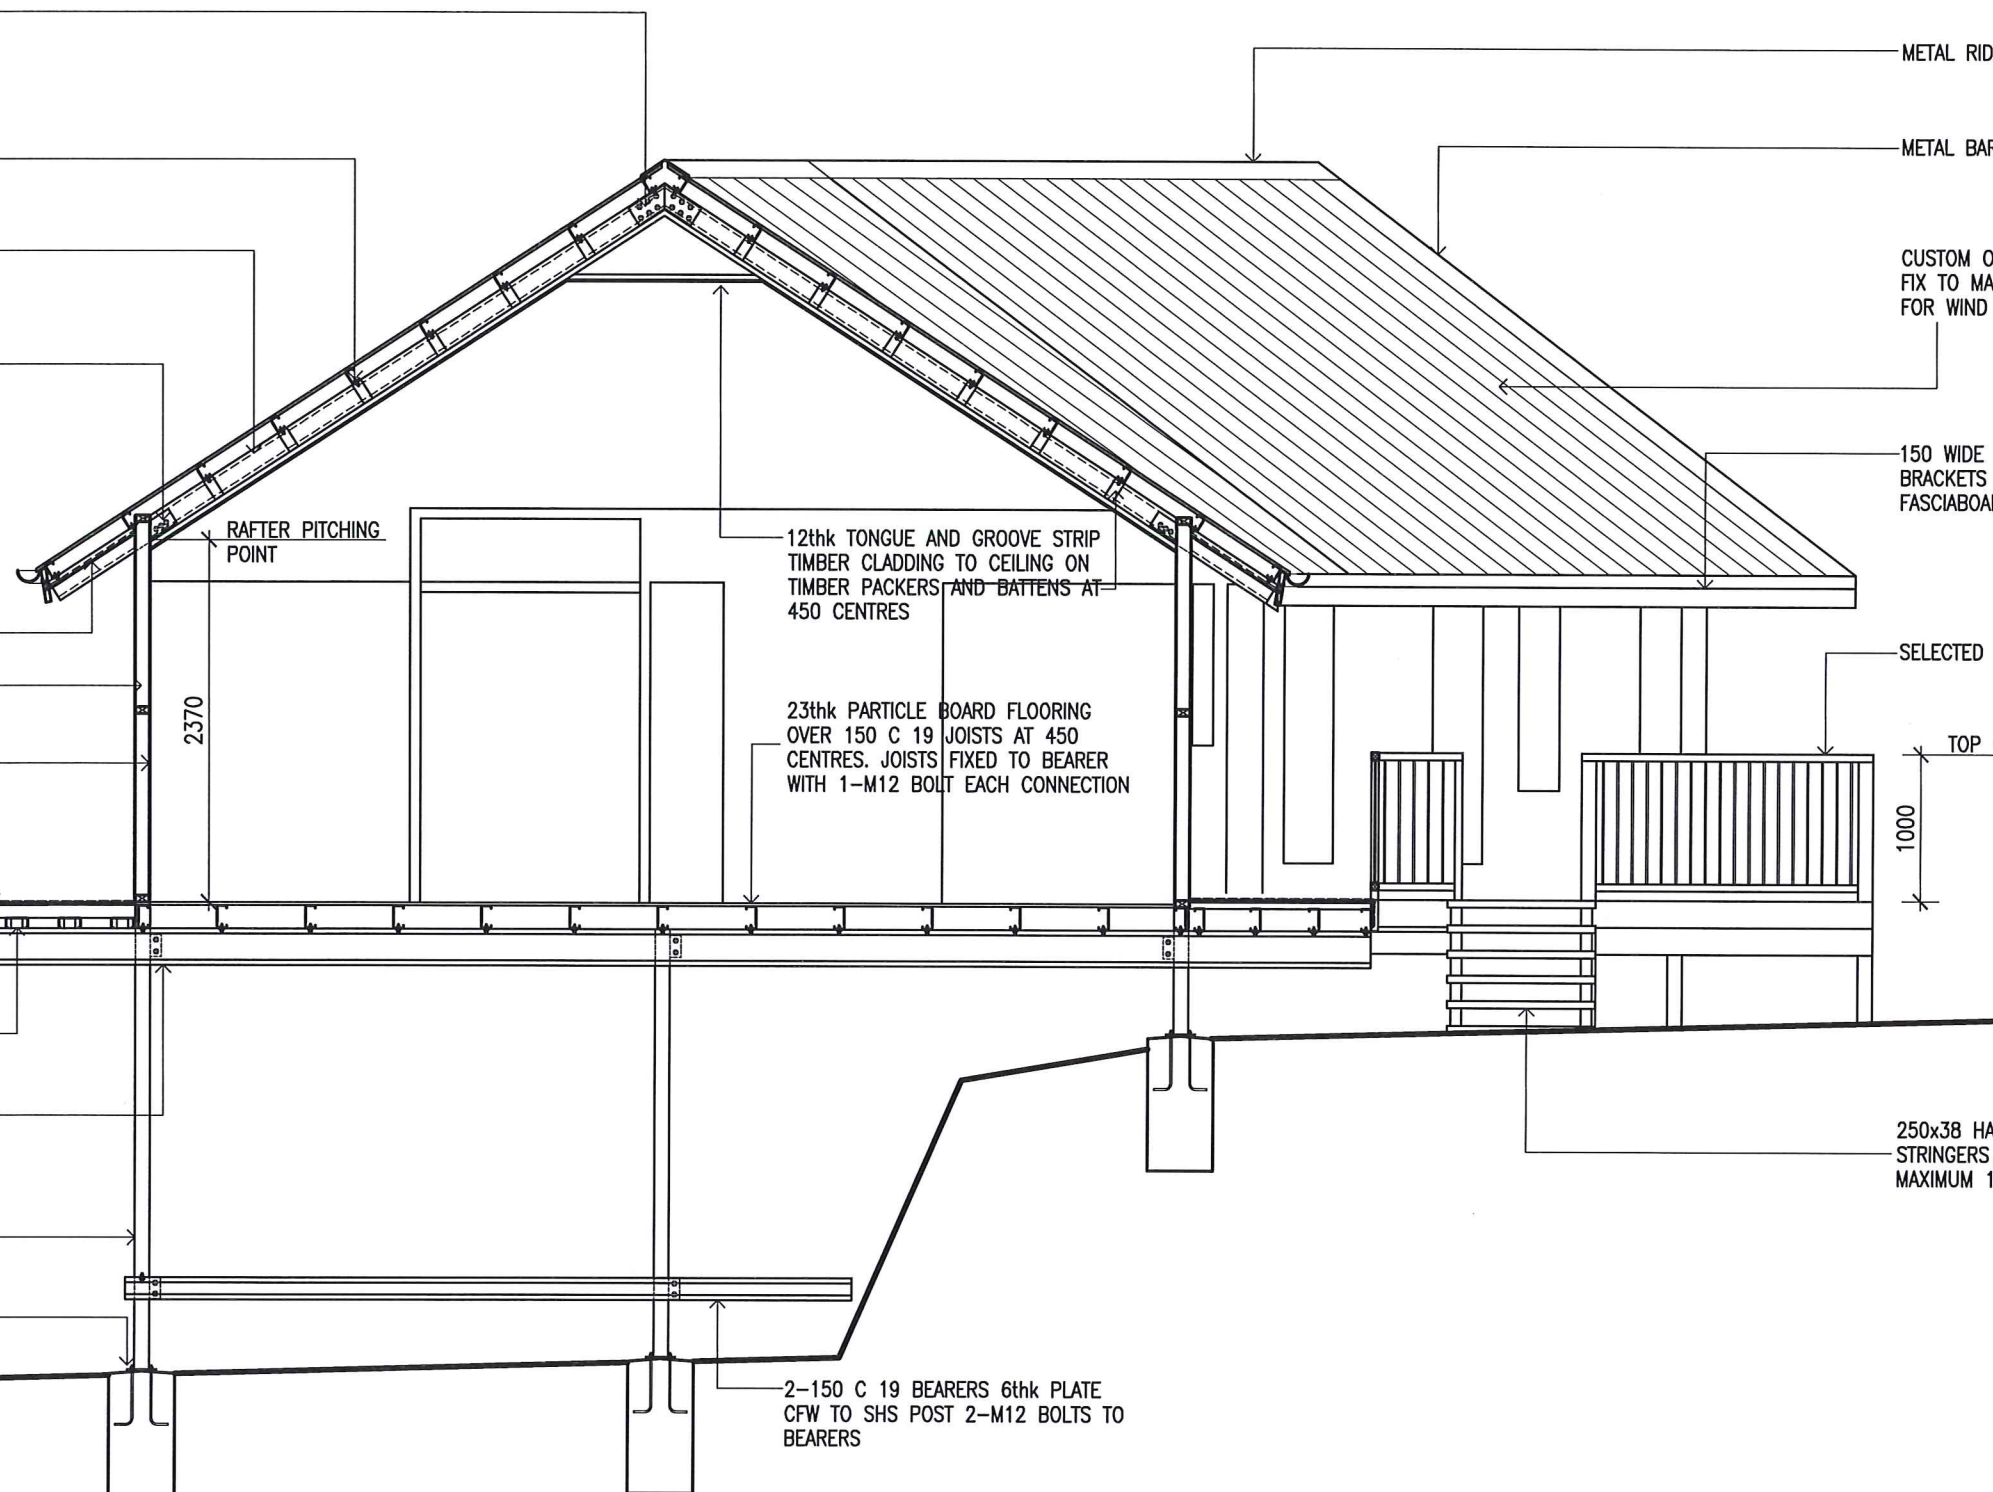 METAL RID
METAL BAR
CUSTOM O
FIX TO MA
FOR WIND
150 WIDE
BRACKETS
FASCIABOA
RAFTER PITCHING
POINT
12thk TONGUE AND GROOVE STRIP
TIMBER CLADDING TO CEILING ON
TIMBER PACKERS AND BATTENS AT
450 CENTRES
SELECTED
2370
23thk PARTICLE BOARD FLOORING
OVER 150 C 19 JOISTS AT 450
CENTRES. JOISTS FIXED TO BEARER
WITH 1-M12 BOLT EACH CONNECTION
TOP
1000
250x38 HA
STRINGERS
MAXIMUM 1
2-150 C 19 BEARERS 6thk PLATE
CFW TO SHS POST 2-M12 BOLTS TO
BEARERS